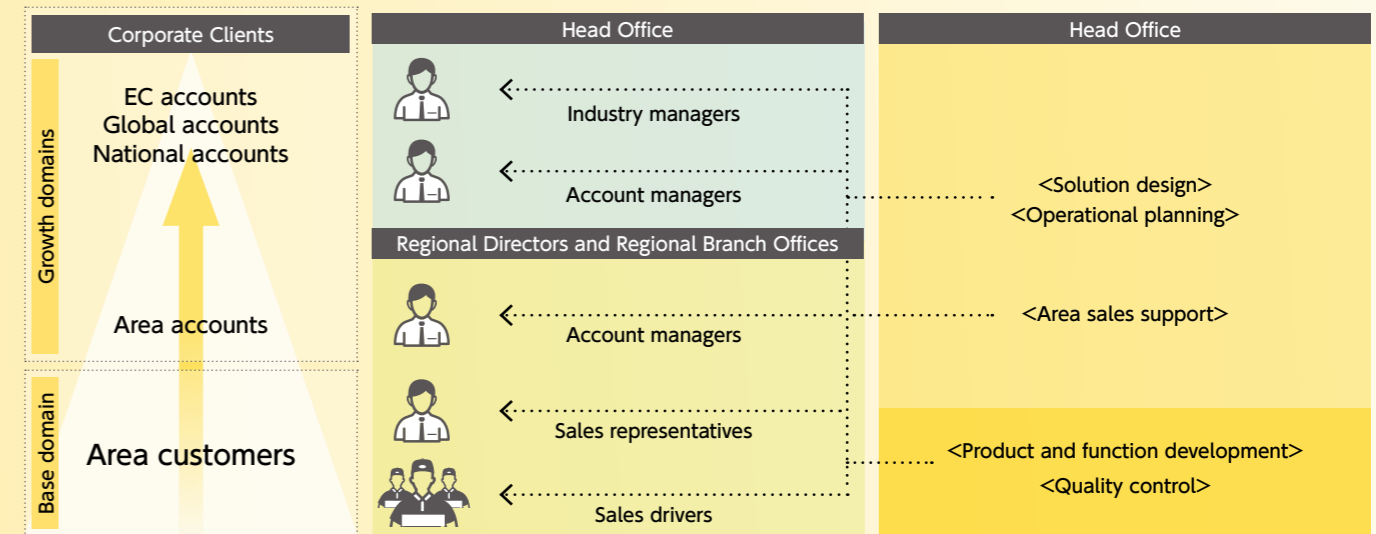 Corporate Clients
Growth domains
EC accounts
Global accounts
National accounts
Area accounts
Base domain
Area customers
Head Office
Industry managers
Account managers
Regional Directors and Regional Branch Offices
Account managers
Sales representatives
Sales drivers
Head Office
<Solution design>
<Operational planning>
<Area sales support>
<Product and function development>
<Quality control>